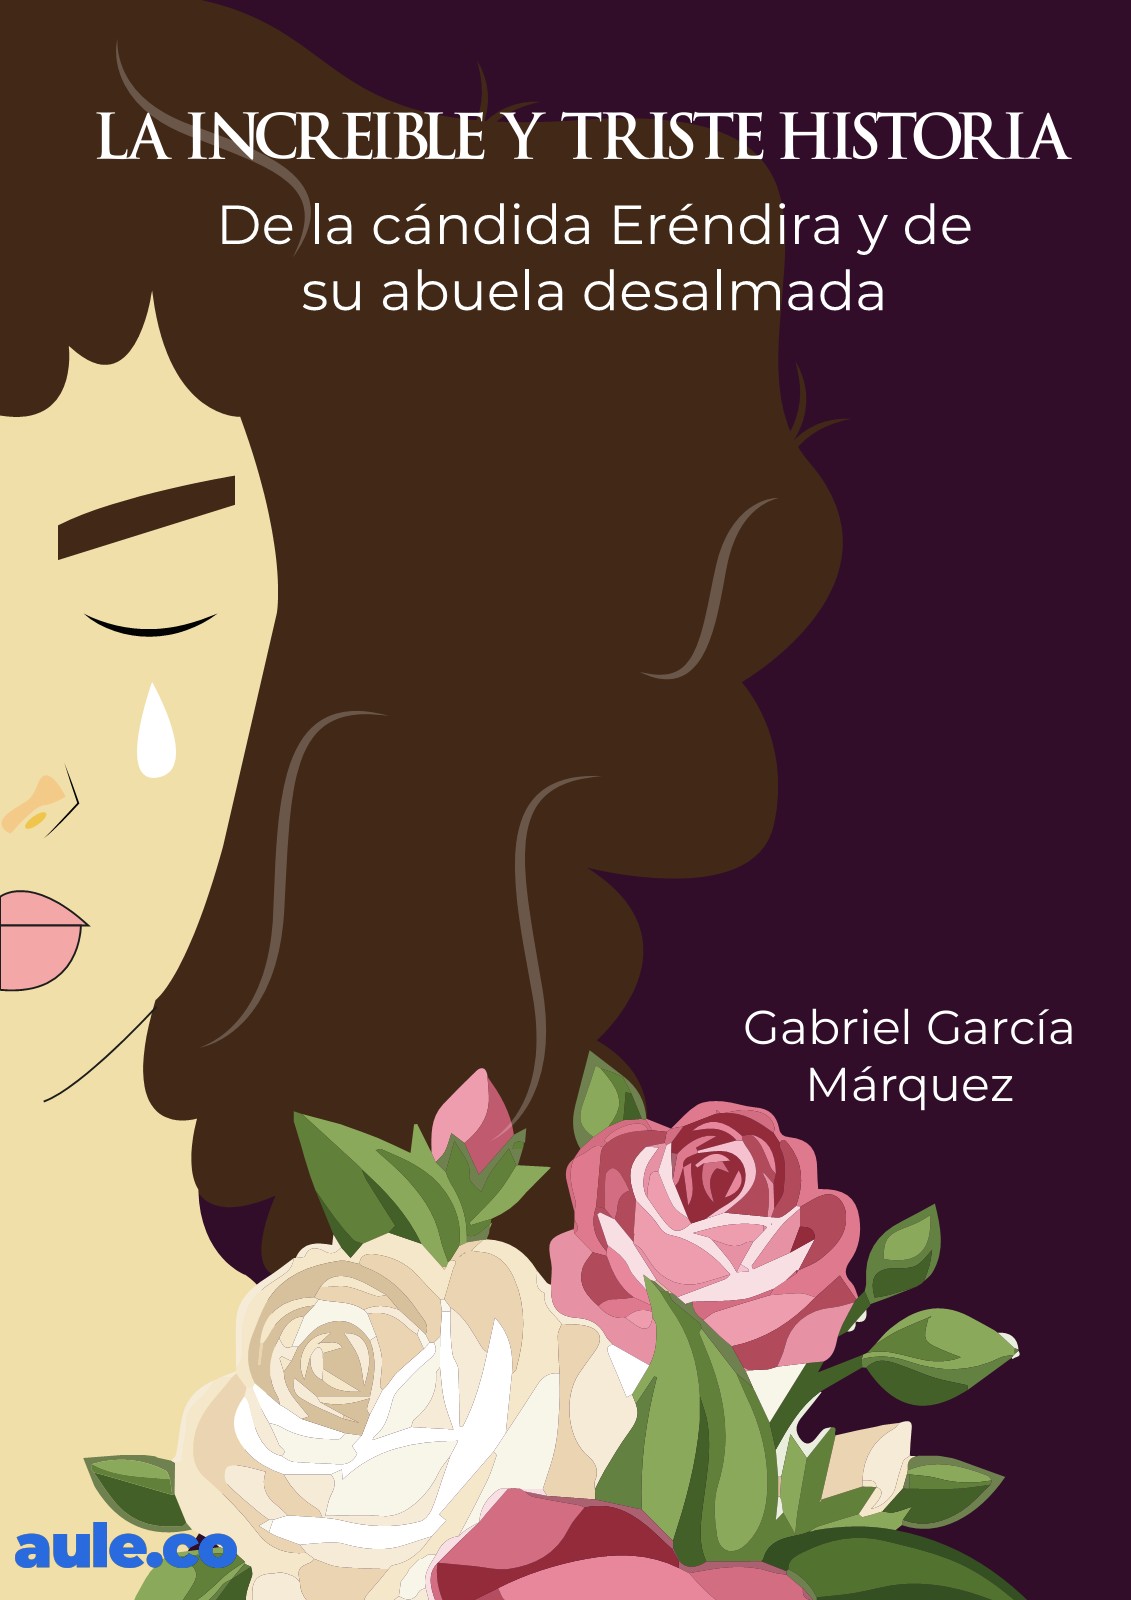 LA INCREIBLE Y TRISTE HISTORIA
De la cándida Eréndira y de
su abuela desalmada
Gabriel García
Márquez
aule.co